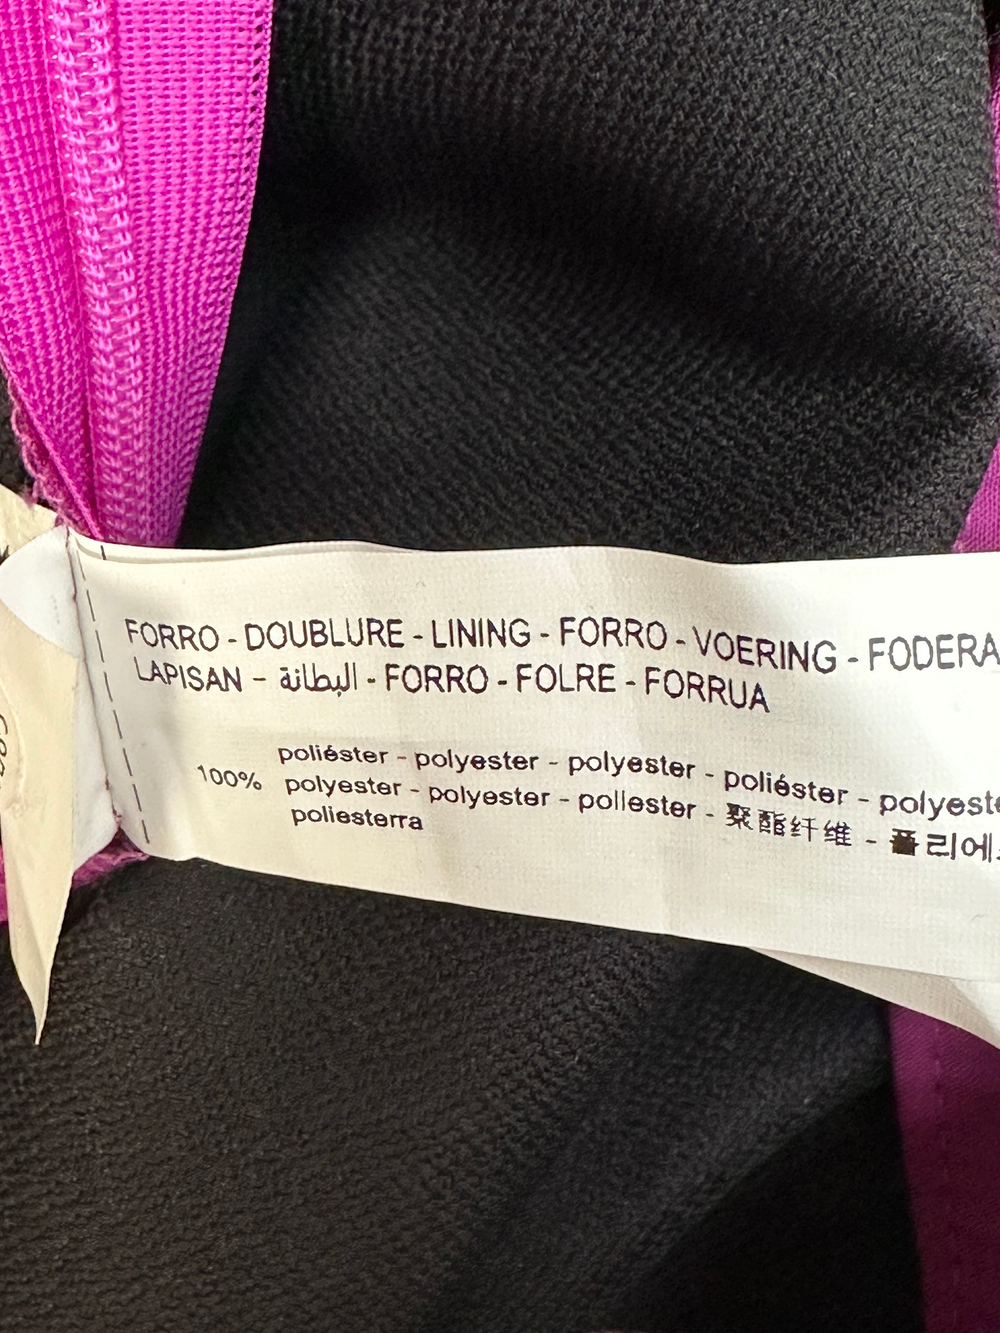 FORRO - DOUBLURE - LINING - FORRO - VOERING - FODERA
LAPISAN - البطانة - FORRO - FOLRE - FORRUA
poliéster - polyester - polyester - poliéster - polyeste
100% polyester - polyester - poliester - 聚酯纤维 - 폴리에
poliesterra